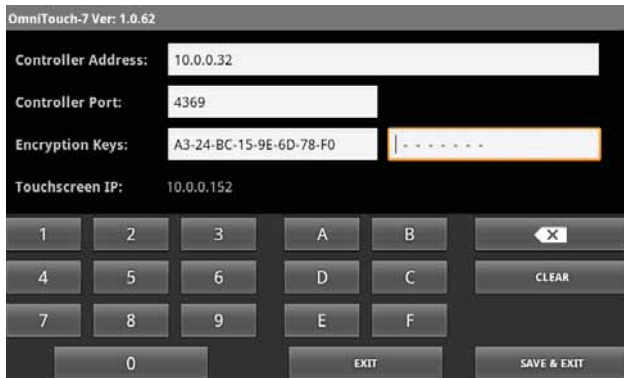 OmniTouch-7 Ver: 1.0.62
Controller Address: 10.0.0.32
Controller Port: 4369
Encryption Keys: A3-24-BC-15-9E-6D-78-F0 - - - - - - -
Touchscreen IP: 10.0.0.152
1 2 3 A B
4 5 6 D C CLEAR
7 8 9 E F
0 EXIT SAVE & EXIT